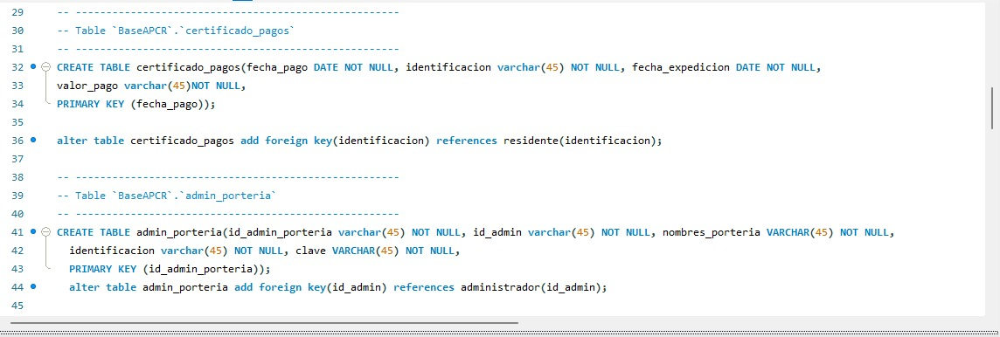 29 -- ----------------------------------------------------
30 -- Table `BaseAPCR`.`certificado_pagos`
31 -- ----------------------------------------------------
32 CREATE TABLE certificado_pagos(fecha_pago DATE NOT NULL, identificacion varchar(45) NOT NULL, fecha_expedicion DATE NOT NULL,
33 valor_pago varchar(45)NOT NULL,
34 PRIMARY KEY (fecha_pago));
35
36 alter table certificado_pagos add foreign key(identificacion) references residente(identificacion);
37
38 -- ----------------------------------------------------
39 -- Table `BaseAPCR`.`admin_porteria`
40 -- ----------------------------------------------------
41 CREATE TABLE admin_porteria(id_admin_porteria varchar(45) NOT NULL, id_admin varchar(45) NOT NULL, nombres_porteria VARCHAR(45) NOT NULL,
42 identificacion varchar(45) NOT NULL, clave VARCHAR(45) NOT NULL,
43 PRIMARY KEY (id_admin_porteria));
44 alter table admin_porteria add foreign key(id_admin) references administrador(id_admin);
45